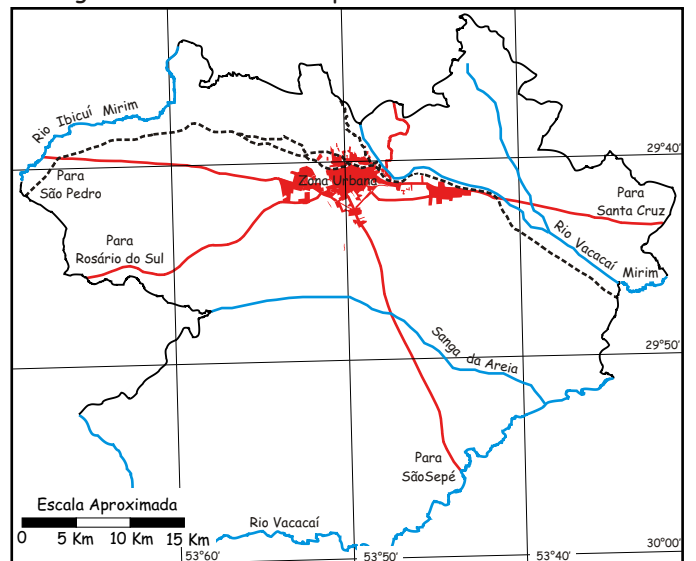 Rio Ibicuí Mirim
29°40'
Para
São Pedro
Zona Urbana
Para
Santa Cruz
Para
Rosário do Sul
Rio Vacacaí
Mirim
Sanga da Areia
29°50'
Para
SãoSepé
Escala Aproximada
0 5 Km 10 Km 15 Km
Rio Vacacaí
30°00'
53°60' 53°50' 53°40'